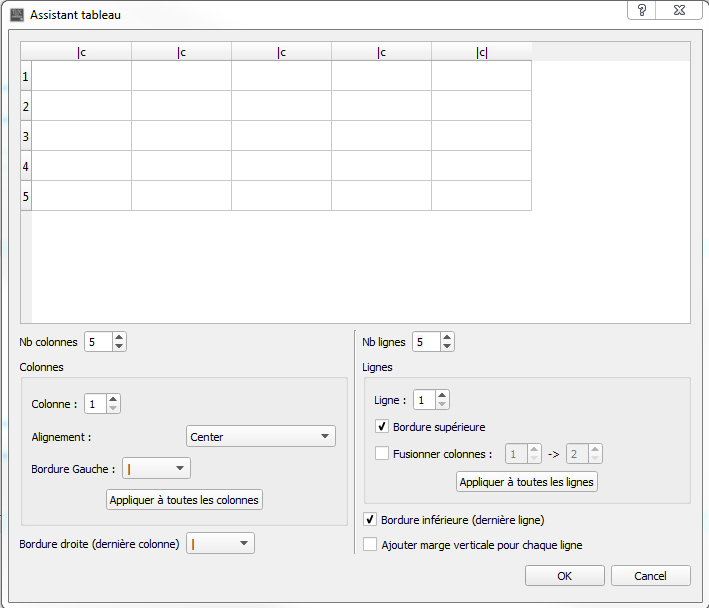 Assistant tableau
?
|c |c |c |c |c|
1
2
3
4
5
Nb colonnes 5
Nb lignes 5
Colonnes
Lignes
Colonne : 1
Ligne : 1
Alignement : Center
Bordure supérieure
Fusionner colonnes : 1 -> 2
Bordure Gauche : |
Appliquer à toutes les lignes
Appliquer à toutes les colonnes
Bordure inférieure (dernière ligne)
Bordure droite (dernière colonne) |
Ajouter marge verticale pour chaque ligne
OK
Cancel